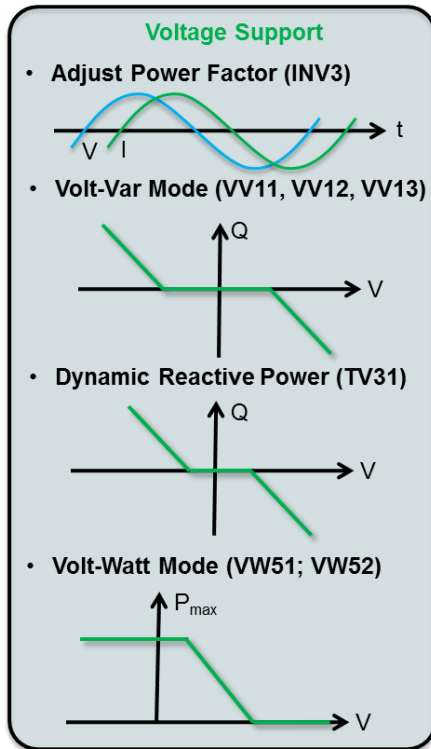 Voltage Support
• Adjust Power Factor (INV3)
t
V I
• Volt-Var Mode (VV11, VV12, VV13)
Q
V
• Dynamic Reactive Power (TV31)
Q
V
• Volt-Watt Mode (VW51; VW52)
Pmax
V